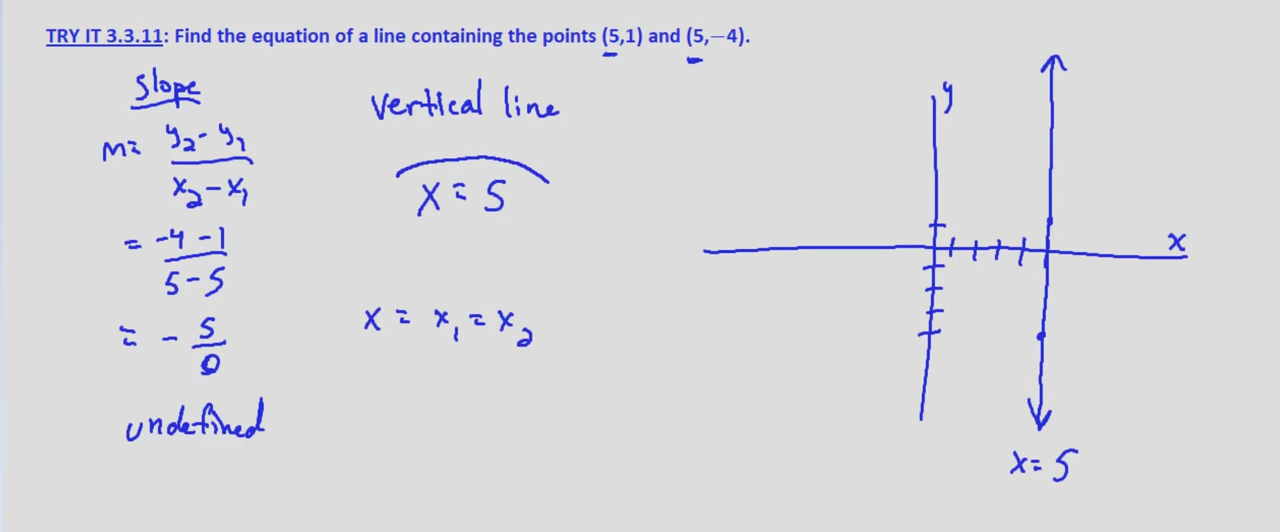 TRY IT 3.3.11: Find the equation of a line containing the points (5,1) and (5,−4).
Slope
m = y₂ - y₁
x₂ - x₁
= -4 - 1
5 - 5
= - 5
0
undefined
vertical line
x = 5
x = x₁ = x₂
y
x
x = 5